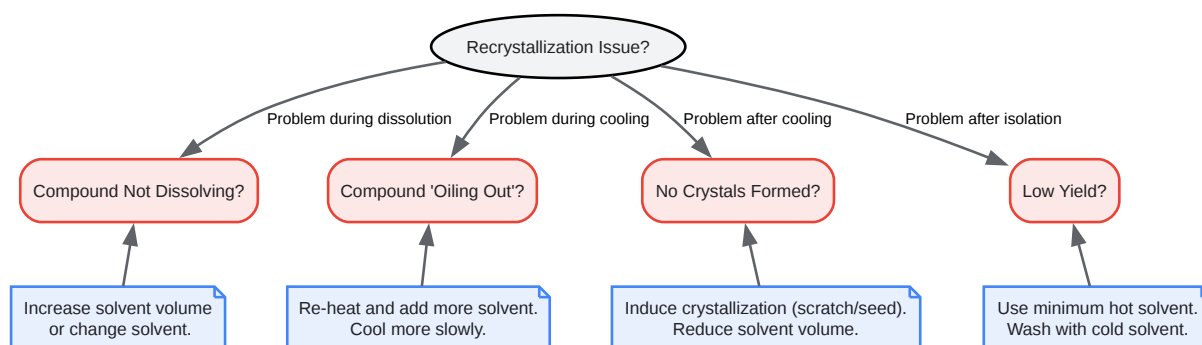 Recrystallization Issue?
Problem during dissolution
Problem during cooling
Problem after cooling
Problem after isolation
Compound Not Dissolving?
Compound 'Oiling Out'?
No Crystals Formed?
Low Yield?
Increase solvent volume
or change solvent.
Re-heat and add more solvent.
Cool more slowly.
Induce crystallization (scratch/seed).
Reduce solvent volume.
Use minimum hot solvent.
Wash with cold solvent.